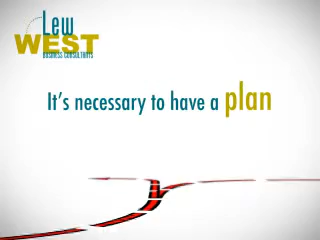 Lew
WEST
BUSINESS CONSULTANTS
It's necessary to have a plan